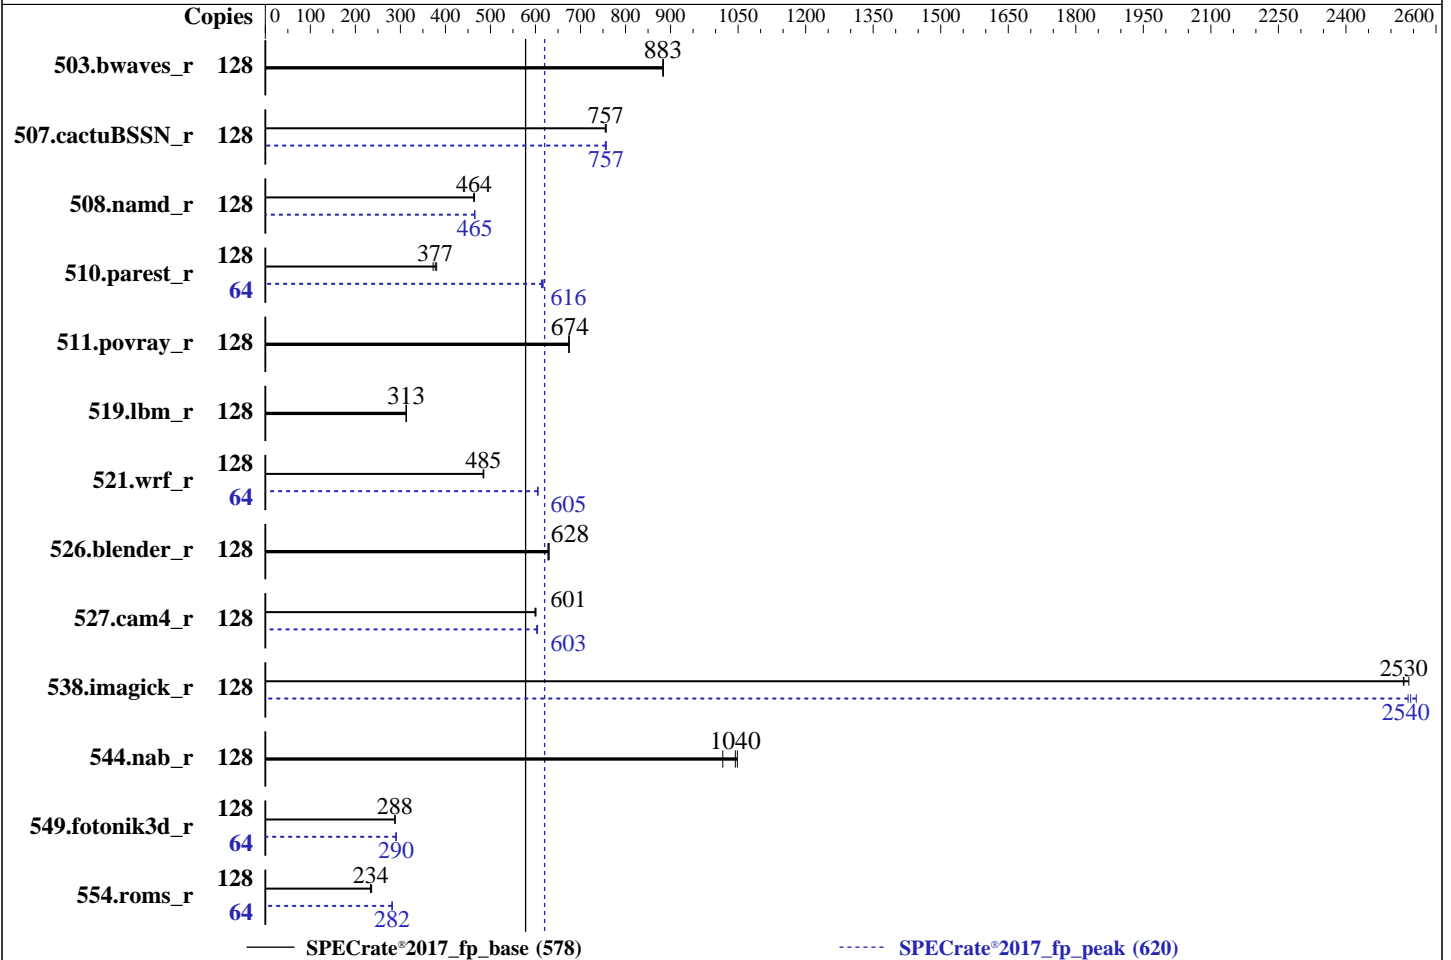 Copies 0 100 200 300 400 500 600 700 800 900 1050 1200 1350 1500 1650 1800 1950 2100 2250 2400 2600
503.bwaves_r 128 883
507.cactuBSSN_r 128 757
757
508.namd_r 128 464
465
510.parest_r 128 377
64 616
511.povray_r 128 674
519.lbm_r 128 313
521.wrf_r 128 485
64 605
526.blender_r 128 628
527.cam4_r 128 601
603
538.imagick_r 128 2530
2540
544.nab_r 128 1040
549.fotonik3d_r 128 288
64 290
554.roms_r 128 234
64 282
SPECrate®2017_fp_base (578) SPECrate®2017_fp_peak (620)